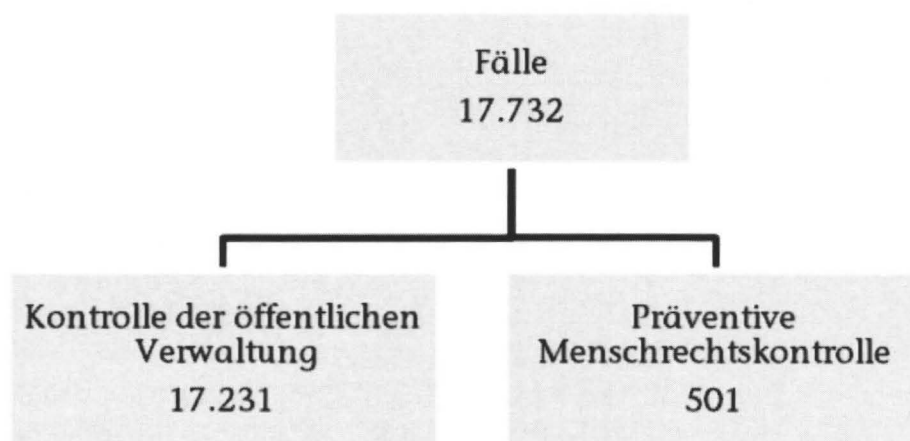 Fälle
17.732
Kontrolle der öffentlichen
Verwaltung
17.231
Präventive
Menschrechtskontrolle
501